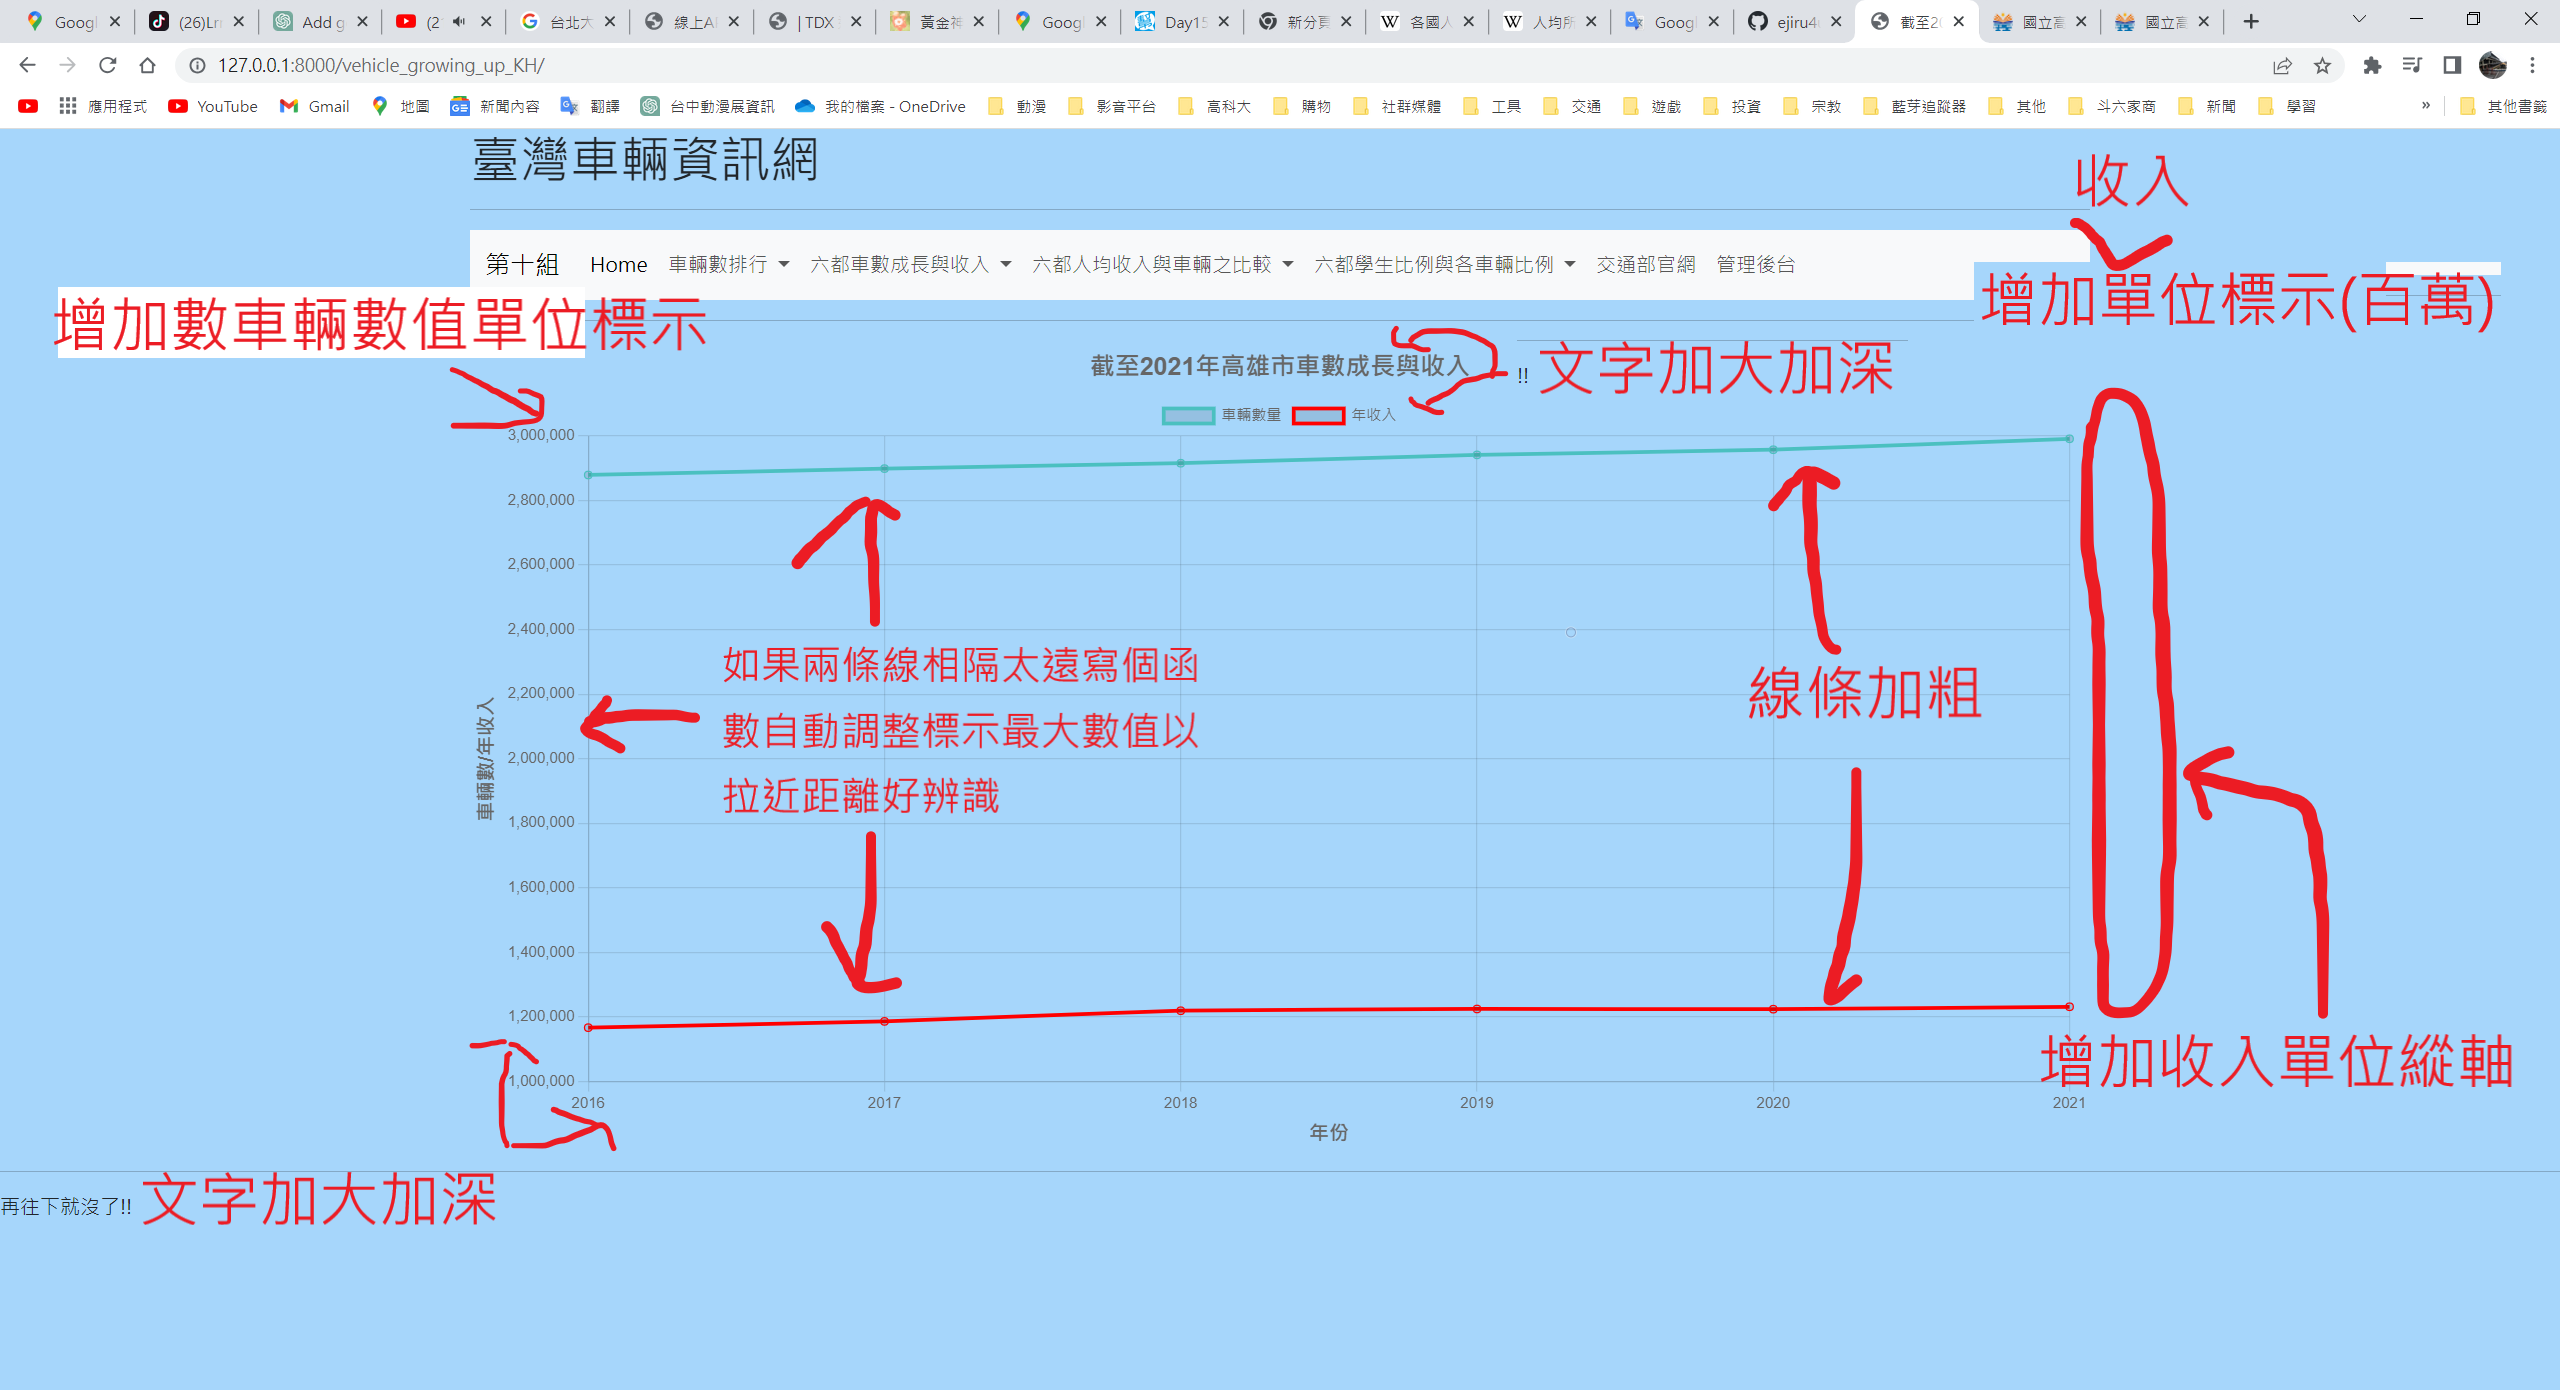 Googl
(26)Lr
Add g
(2
台北大
線上A
| TDX
黃金神
Googl
Day15
新分頁
各國人
人均所
Googl
ejiru4
截至20
國立高
國立高
127.0.0.1:8000/vehicle_growing_up_KH/
應用程式 YouTube Gmail 地圖 新聞內容 翻譯 台中動漫展資訊 我的檔案 - OneDrive 動漫 影音平台 高科大 購物 社群媒體 工具 交通 遊戲 投資 宗教 藍芽追蹤器 其他 斗六家商 新聞 學習 » 其他書籤
臺灣車輛資訊網
收入
第十組 Home 車輛數排行 六都車數成長與收入 六都人均收入與車輛之比較 六都學生比例與各車輛比例 交通部官網 管理後台
增加單位標示(百萬)
增加數車輛數值單位標示
截至2021年高雄市車數成長與收入
!!
文字加大加深
車輛數量 年收入
3,000,000
2,800,000
2,600,000
2,400,000
2,200,000
2,000,000
1,800,000
1,600,000
1,400,000
1,200,000
1,000,000
車輛數/年收入
如果兩條線相隔太遠寫個函
數自動調整標示最大數值以
拉近距離好辨識
線條加粗
增加收入單位縱軸
2016 2017 2018 2019 2020 2021
年份
文字加大加深
再往下就沒了!!